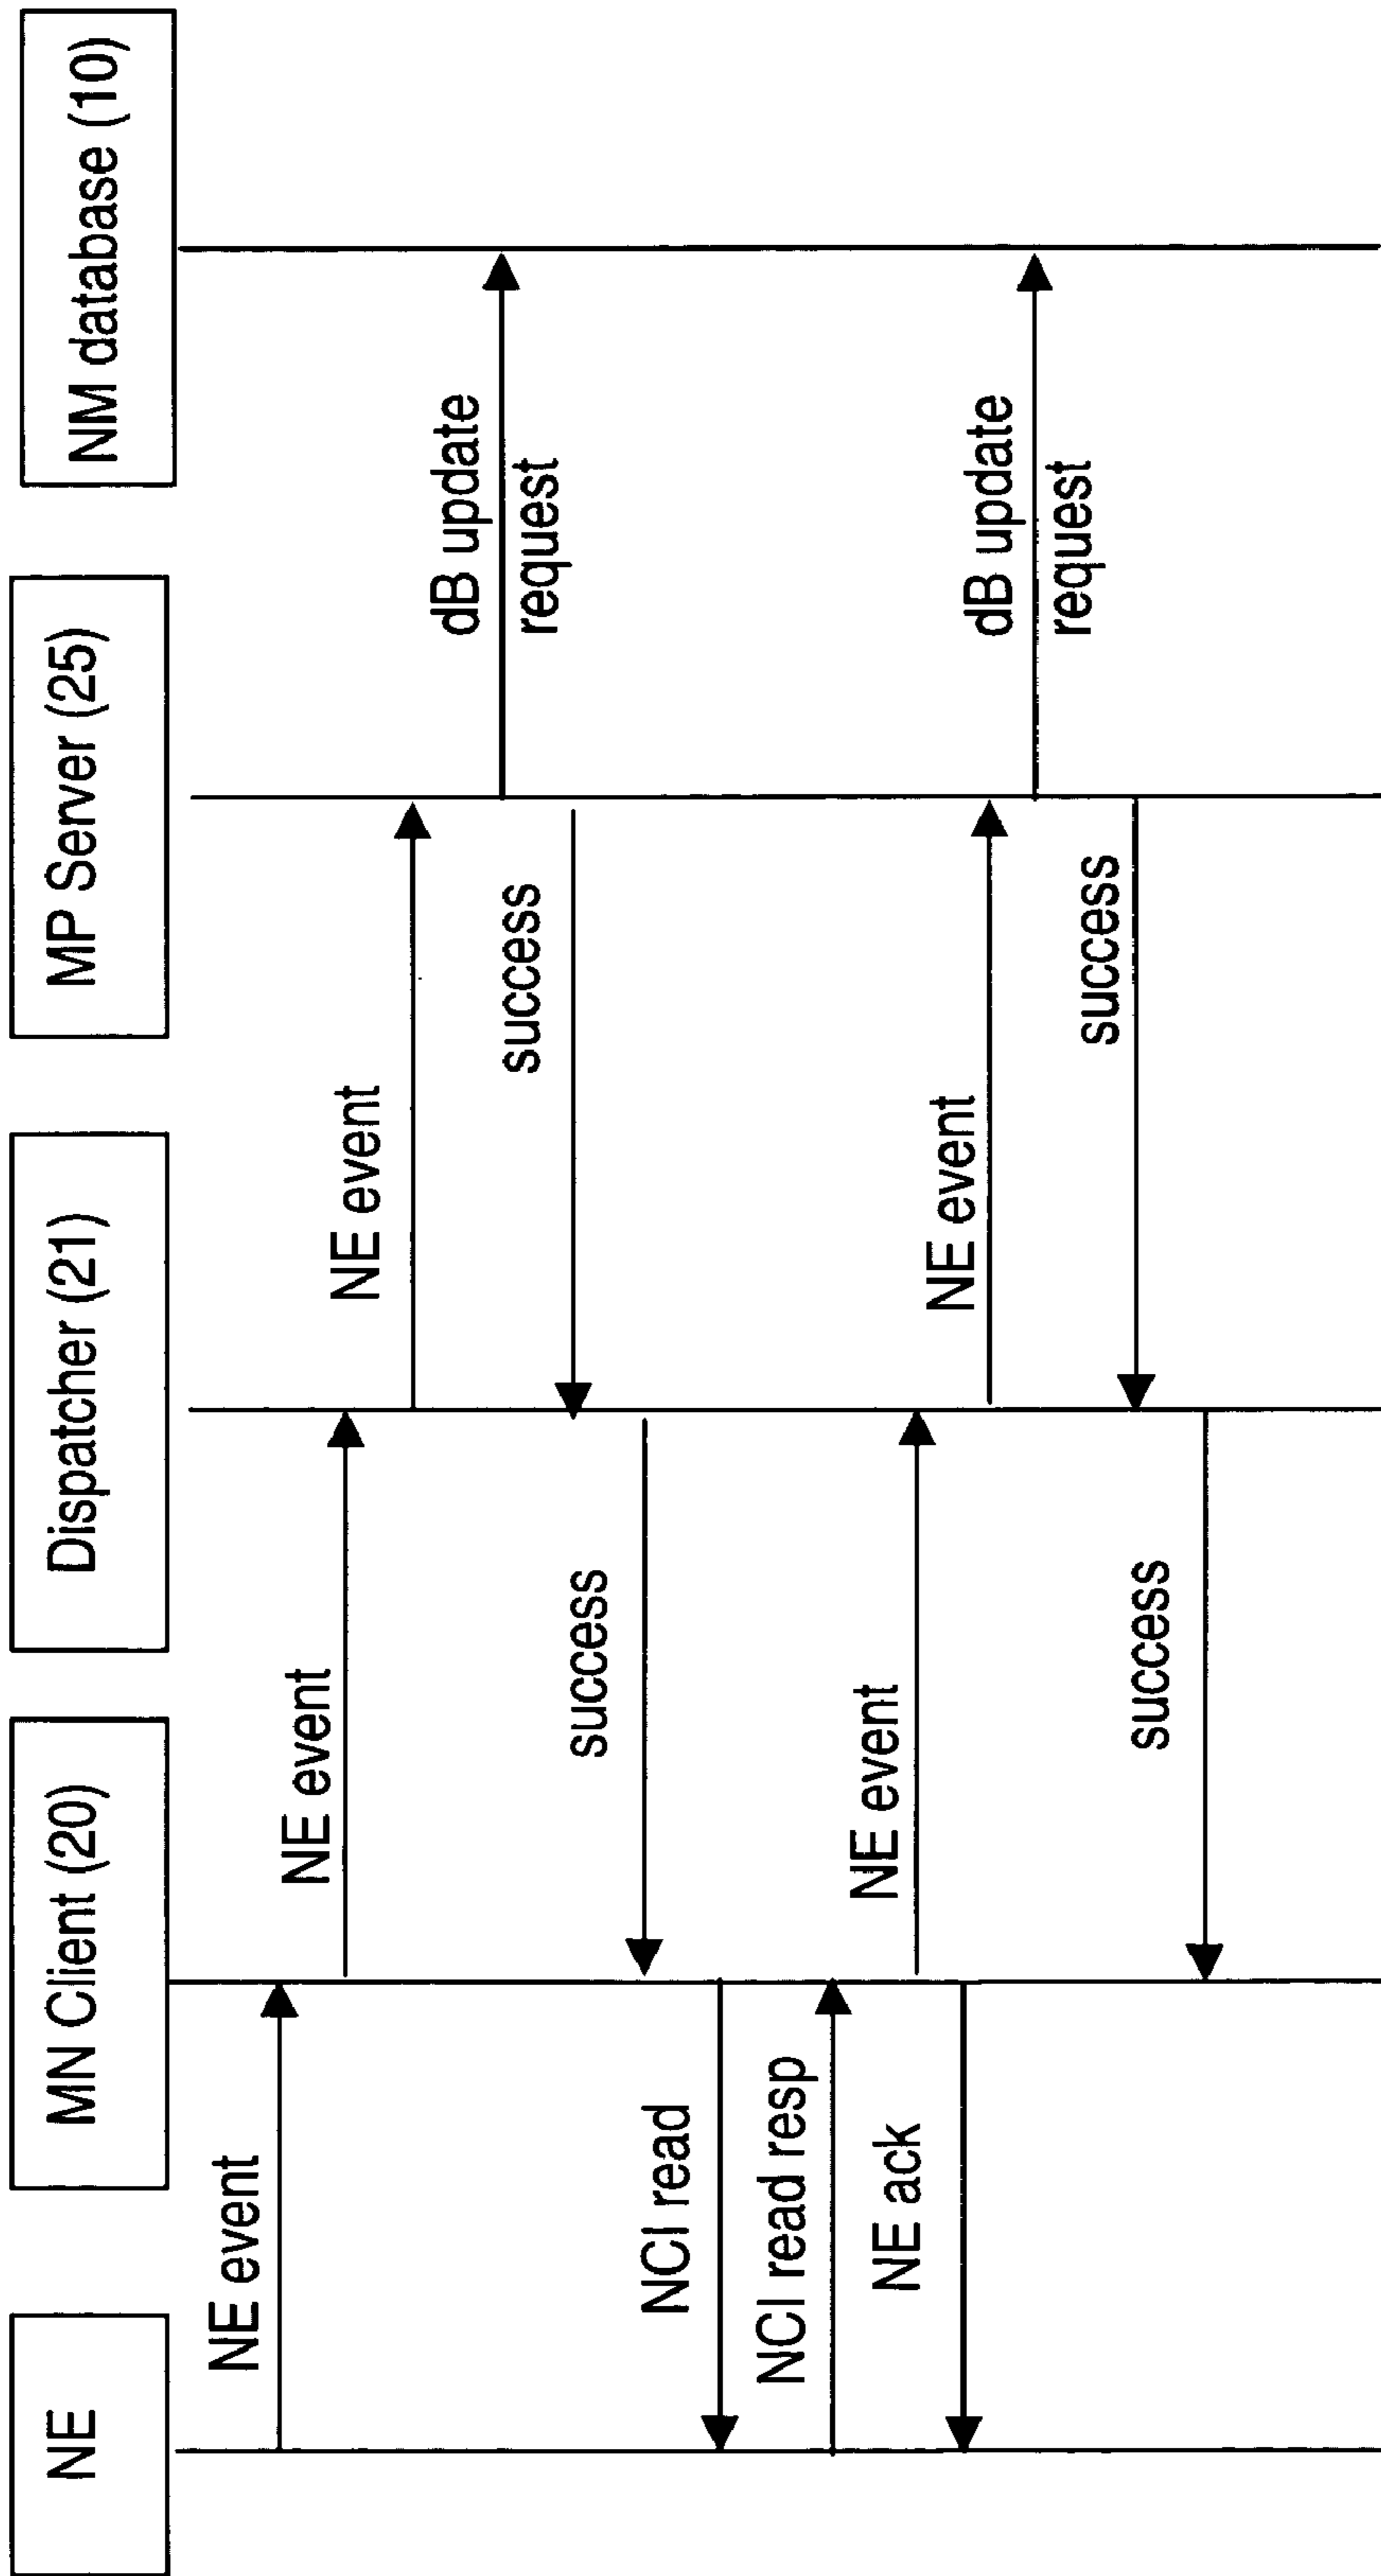 NE
MN Client (20)
Dispatcher (21)
MP Server (25)
NM database (10)
NE event
NE event
NE event
dB update
request
success
success
NCI read
NCI read resp
NE event
NE ack
NE event
dB update
request
success
success